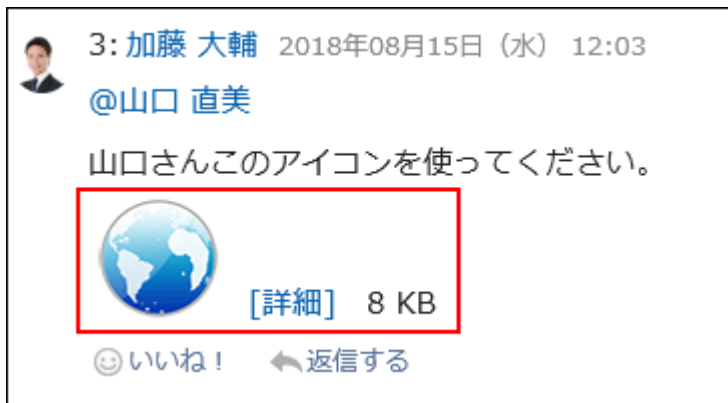 3: 加藤 大輔 2018年08月15日（水） 12:03
@山口 直美
山口さんこのアイコンを使ってください。
[詳細] 8 KB
いいね！ 返信する